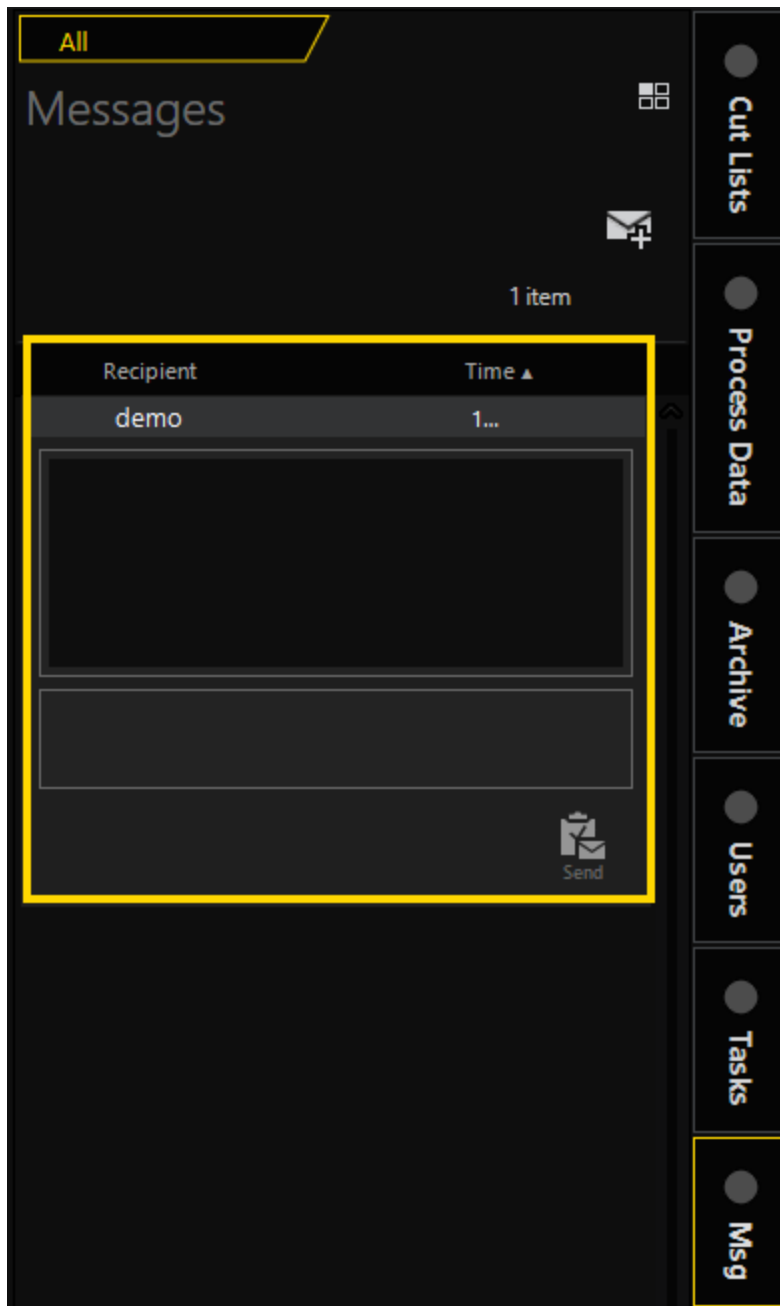 All
Messages
1 item
Recipient Time ▴
demo 1...
Send
Cut Lists
Process Data
Archive
Users
Tasks
Msg